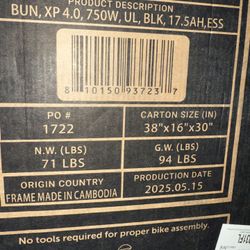 PRODUCT DESCRIPTION
BUN, XP 4.0, 750W, UL, BLK, 17.5AH, ESS
8 10150 93723 7
PO # CARTON SIZE (IN)
1722 38"x16"x30"
N.W. (LBS) G.W. (LBS)
71 LBS 94 LBS
ORIGIN COUNTRY PRODUCTION DATE
FRAME MADE IN CAMBODIA 2025.05.15
No tools required for proper bike assembly.